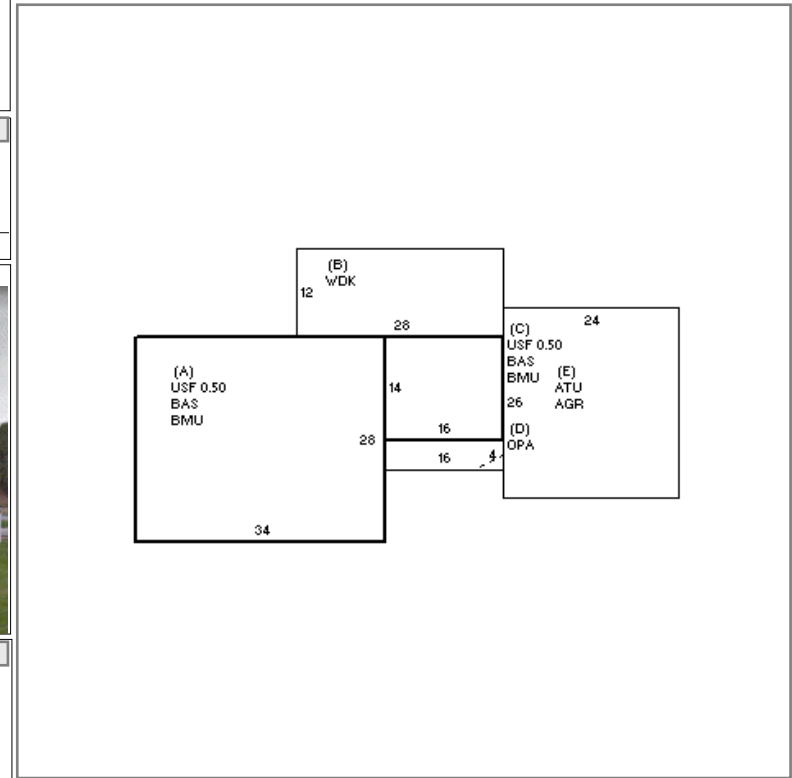 (B)
WDK
12
28
24
(C)
USF 0.50
BAS
BMU
(E)
ATU
AGR
26
(D)
OPA
(A)
USF 0.50
BAS
BMU
14
16
28
16
4
34